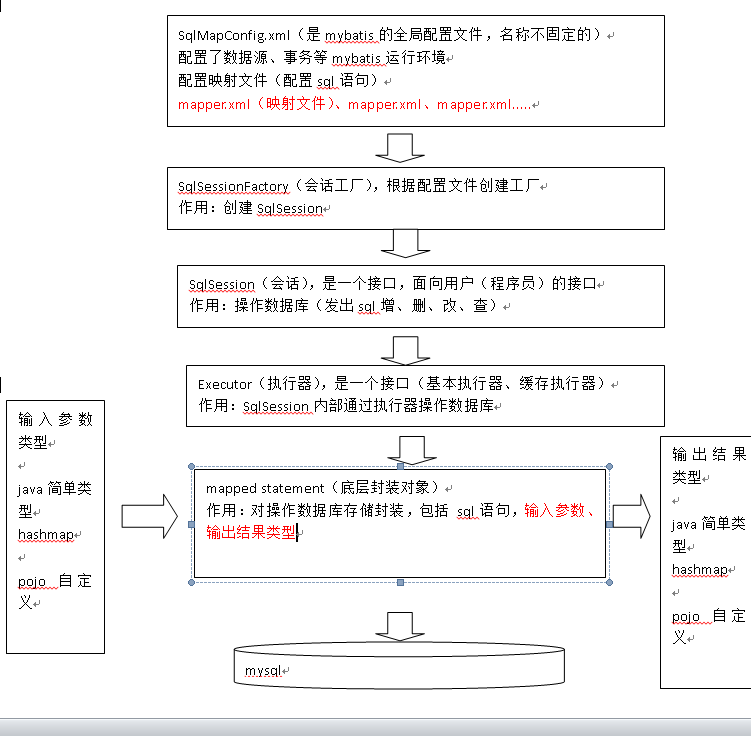 SqlMapConfig.xml（是 mybatis 的全局配置文件，名称不固定的）
配置了数据源、事务等 mybatis 运行环境
配置映射文件（配置 sql 语句）
mapper.xml（映射文件）、mapper.xml、mapper.xml.....
SqlSessionFactory（会话工厂），根据配置文件创建工厂
作用：创建 SqlSession
SqlSession（会话），是一个接口，面向用户（程序员）的接口
作用：操作数据库（发出 sql 增、删、改、查）
Executor（执行器），是一个接口（基本执行器、缓存执行器）
作用：SqlSession 内部通过执行器操作数据库
输入参数
类型
java 简单类
型
hashmap
pojo 自定
义
mapped statement（底层封装对象）
作用：对操作数据库存储封装，包括 sql 语句，输入参数、
输出结果类型
输出结果
类型
java 简单类
型
hashmap
pojo 自定
义
mysql